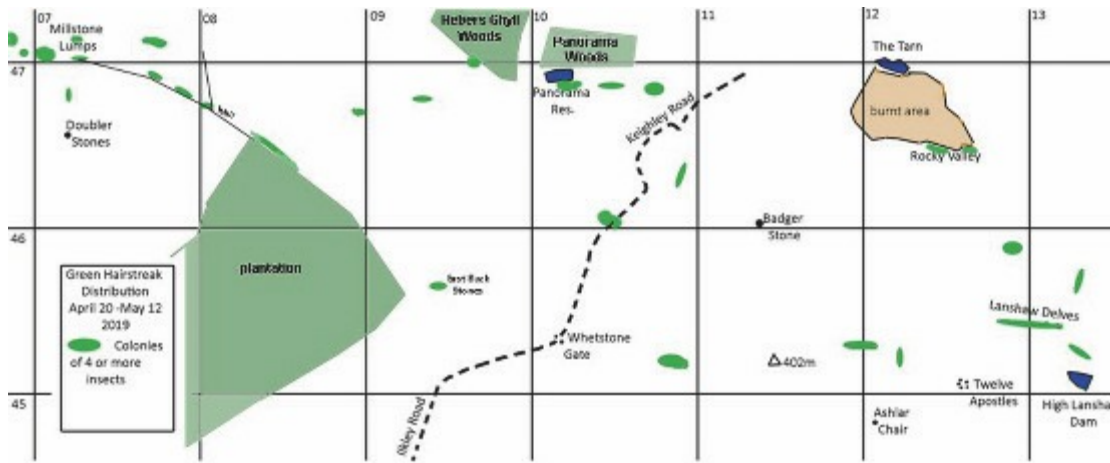 07
08
09
10
11
12
13
Millstone
Lumps
Hebers Ghyll
Woods
Panorama
Woods
The Tarn
47
Panorama
Res.
Keighley Road
burnt area
wall
Doubler
Stones
Rocky Valley
46
Badger
Stone
plantation
Green Hairstreak
Distribution
April 20 -May 12
2019
Colonies
of 4 or more
insects
Stones
Lanshaw Delves
Whetstone
Gate
402m
Twelve
Apostles
45
Ilkley Road
Ashlar
Chair
High Lansha
Dam